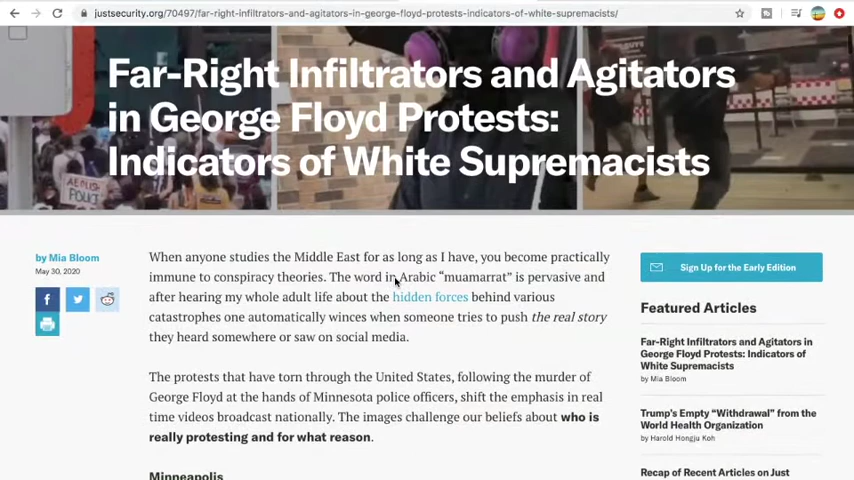 justsecurity.org/70497/far-right-infiltrators-and-agitators-in-george-floyd-protests-indicators-of-white-supremacists/
Far-Right Infiltrators and Agitators
in George Floyd Protests:
Indicators of White Supremacists
ABOLISH
POLICE
by Mia Bloom
May 30, 2020
When anyone studies the Middle East for as long as I have, you become practically
immune to conspiracy theories. The word in Arabic “muamarrat” is pervasive and
after hearing my whole adult life about the hidden forces behind various
catastrophes one automatically winces when someone tries to push the real story
they heard somewhere or saw on social media.
The protests that have torn through the United States, following the murder of
George Floyd at the hands of Minnesota police officers, shift the emphasis in real
time videos broadcast nationally. The images challenge our beliefs about who is
really protesting and for what reason.
Minneapolis
Sign Up for the Early Edition
Featured Articles
Far-Right Infiltrators and Agitators in
George Floyd Protests: Indicators of
White Supremacists
by Mia Bloom
Trump's Empty “Withdrawal” from the
World Health Organization
by Harold Hongju Koh
Recap of Recent Articles on Just